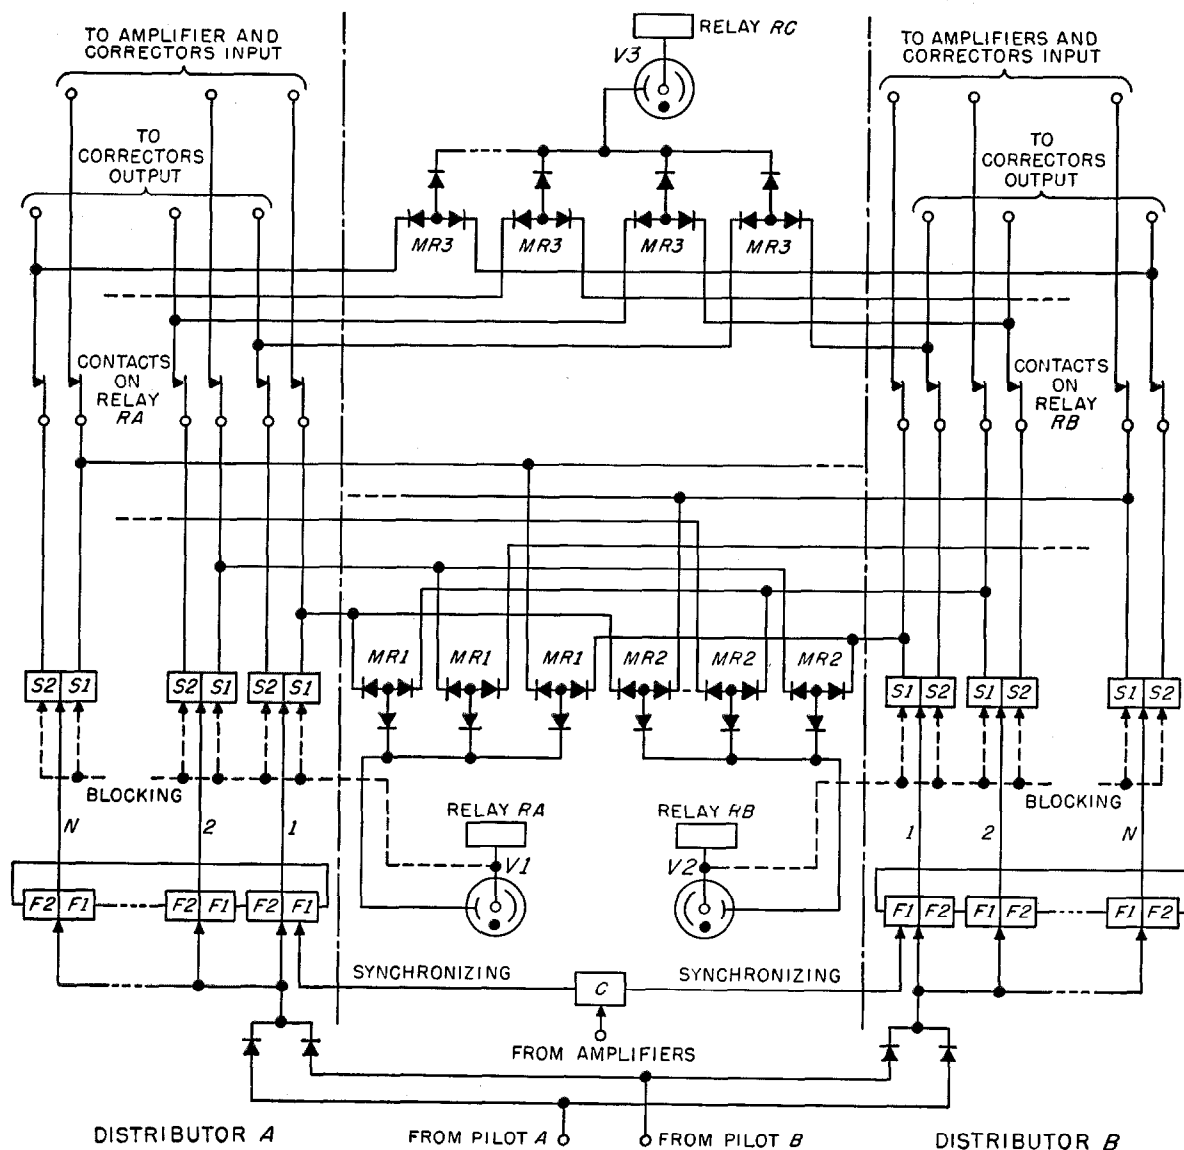 TO AMPLIFIER AND
CORRECTORS INPUT
RELAY RC
V3
TO AMPLIFIERS AND
CORRECTORS INPUT
TO
CORRECTORS
OUTPUT
TO
CORRECTORS
OUTPUT
MR3 MR3 MR3 MR3
CONTACTS
ON
RELAY
RA
CONTACTS
ON
RELAY
RB
MR1 MR1 MR1 MR2 MR2 MR2
S2 S1 S2 S1 S2 S1
S1 S2 S1 S2 S1 S2
BLOCKING
BLOCKING
RELAY RA
RELAY RB
N 2 1
V1
V2
1 2 N
F2 F1 F2 F1 F2 F1
F1 F2 F1 F2 F1 F2
SYNCHRONIZING
C
SYNCHRONIZING
FROM AMPLIFIERS
DISTRIBUTOR A
FROM PILOT A
FROM PILOT B
DISTRIBUTOR B